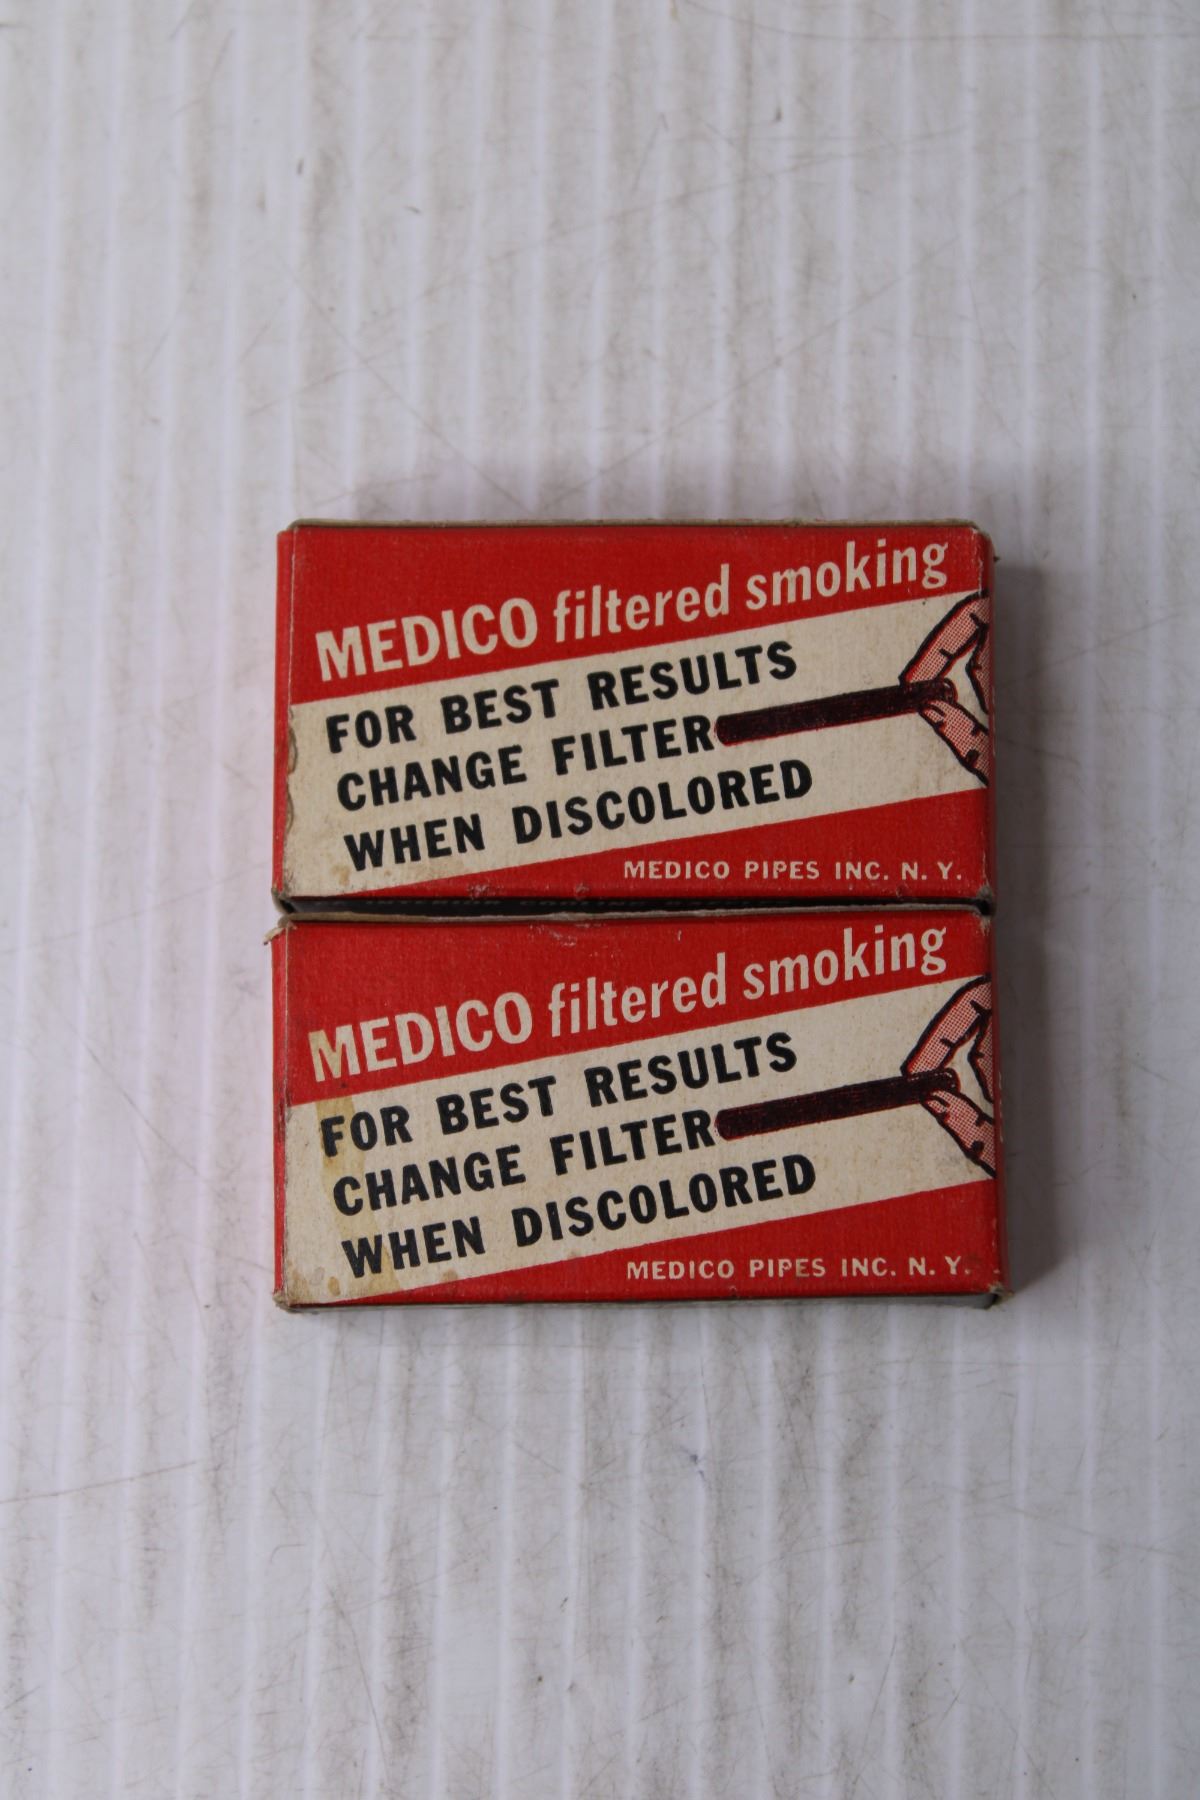 MEDICO filtered smoking
FOR BEST RESULTS
CHANGE FILTER
WHEN DISCOLORED
MEDICO PIPES INC. N. Y.
MEDICO filtered smoking
FOR BEST RESULTS
CHANGE FILTER
WHEN DISCOLORED
MEDICO PIPES INC. N. Y.